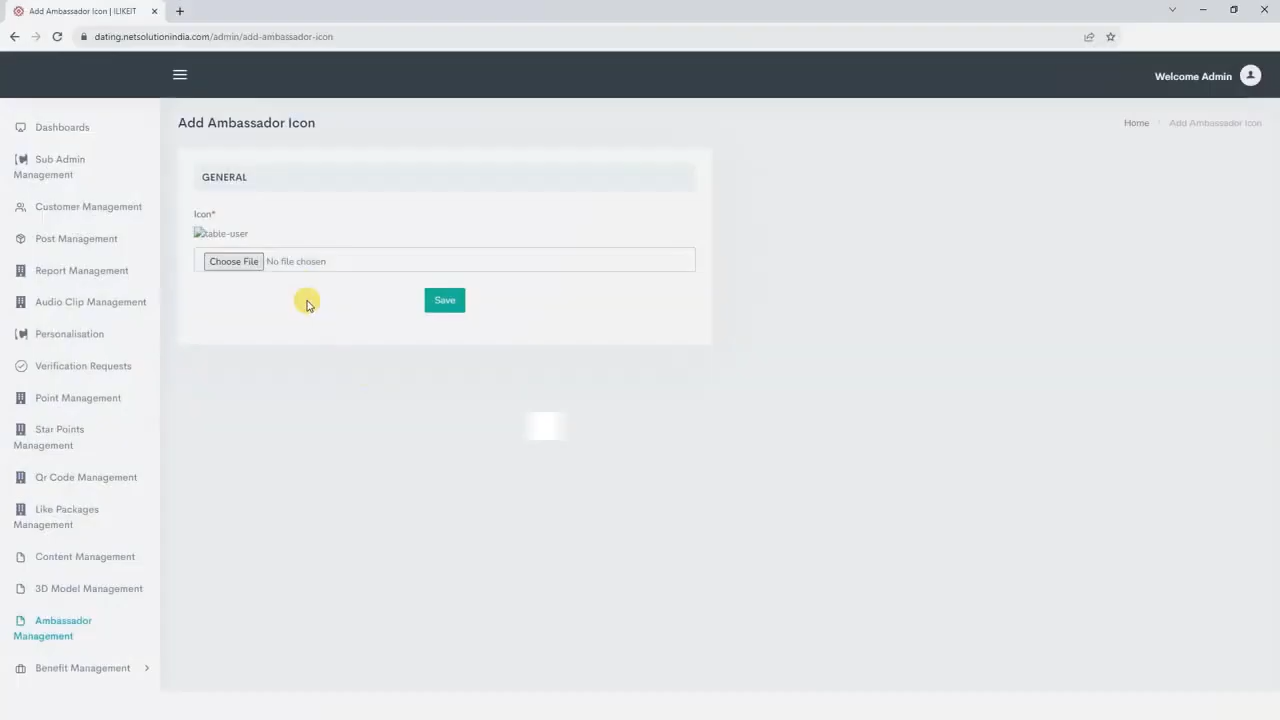 Add Ambassador Icon | ILIKEIT
dating.netsolutionindia.com/admin/add-ambassador-icon
Welcome Admin
Dashboards
Sub Admin
Management
Customer Management
Post Management
Report Management
Audio Clip Management
Personalisation
Verification Requests
Point Management
Star Points
Management
Qr Code Management
Like Packages
Management
Content Management
3D Model Management
Ambassador
Management
Benefit Management
Add Ambassador Icon
Home
Add Ambassador Icon
GENERAL
Icon*
table-user
Choose File No file chosen
Save